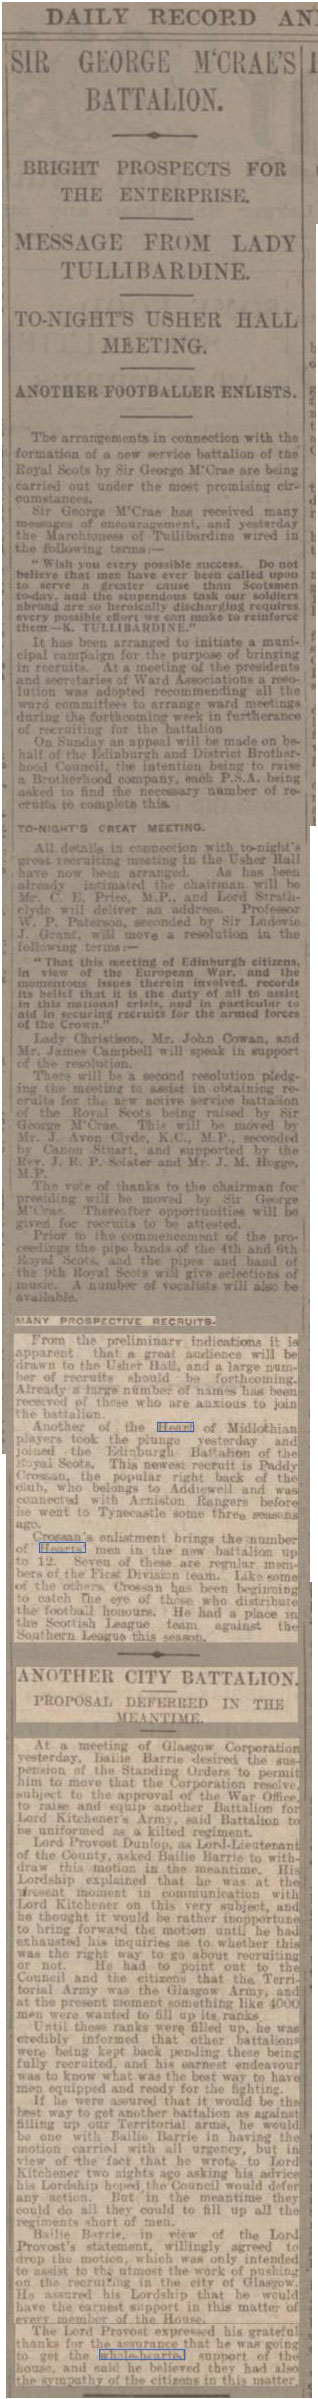 DAILY RECORD AN
SIR GEORGE M'CRAE'S
BATTALION.
BRIGHT PROSPECTS FOR
THE ENTERPRISE.
MESSAGE FROM LADY
TULLIBARDINE.
TO-NIGHT'S USHER HALL
MEETING.
ANOTHER FOOTBALLER ENLISTS.
The arrangements in connection with the
formation of a new service battalion of the
Royal Scots by Sir George M'Crae are being
carried out under the most promising cir-
cumstances.
Sir George M'Crae has received many
messages of encouragement, and yesterday
the Marchioness of Tullibardine wired in
the following terms:—
"Wish you every possible success. Do not
believe that men have ever been called upon
to serve a greater cause than Scotsmen
to-day, and the stupendous task our soldiers
abroad are so heroically discharging requires
every possible effort we can make to reinforce
them.—K. TULLIBARDINE."
It has been arranged to initiate a muni-
cipal campaign for the purpose of bringing
in recruits. At a meeting of the presidents
and secretaries of Ward Associations a reso-
lution was adopted recommending all the
ward committees to arrange ward meetings
during the forthcoming week in furtherance
of recruiting for the battalion
On Sunday an appeal will be made on be-
half of the Edinburgh and District Brother-
hood Council, the intention being to raise
a Brotherhood company, each P.S.A. being
asked to find the necessary number of re-
cruits to complete this.
TO-NIGHT'S GREAT MEETING.
All details in connection with to-night's
great recruiting meeting in the Usher Hall
have now been arranged. As has been
already intimated the chairman will be
Mr. C. E. Price, M.P., and Lord Strath-
clyde will deliver an address. Professor
W. P. Paterson, seconded by Sir Ludovic
J. Grant, will move a resolution in the
following terms:—
"That this meeting of Edinburgh citizens,
in view of the European War, and the
momentous issues therein involved, records
its belief that it is the duty of all to assist
in this national crisis, and in particular to
aid in securing recruits for the armed forces
of the Crown."
Lady Christison, Mr. John Cowan, and
Mr. James Campbell will speak in support
of the resolution.
There will be a second resolution pledg-
ing the meeting to assist in obtaining re-
cruits for the new active service battalion
of the Royal Scots being raised by Sir
George M'Crae. This will be moved by
Mr. J. Avon Clyde, K.C., M.P., seconded
by Canon Stuart, and supported by the
Rev. J. R. P. Sclater and Mr. J. M. Hogge,
M.P.
The vote of thanks to the chairman for
presiding will be moved by Sir George
M'Crae. Thereafter opportunities will be
given for recruits to be attested.
Prior to the commencement of the pro-
ceedings the pipe bands of the 4th and 6th
Royal Scots, and the pipes and band of
the 9th Royal Scots will give selections of
music. A number of vocalists will also be
available.
MANY PROSPECTIVE RECRUITS.
From the preliminary indications it is
apparent that a great audience will be
drawn to the Usher Hall, and a large num-
ber of recruits should be forthcoming.
Already a large number of names has been
received of those who are anxious to join
the battalion.
Another of the Heart of Midlothian
players took the plunge yesterday and
joined the Edinburgh Battalion of the
Royal Scots. This newest recruit is Paddy
Crossan, the popular right back of the
club, who belongs to Addiewell and was
connected with Arniston Rangers before
he went to Tynecastle some three seasons
ago.
Crossan's enlistment brings the number
of Hearts' men in the new battalion up
to 12. Seven of these are regular mem-
bers of the First Division team. Like some
of the others, Crossan has been beginning
to catch the eye of those who distribute
the football honours. He had a place in
the Scottish League team against the
Southern League this season.
ANOTHER CITY BATTALION.
PROPOSAL DEFERRED IN THE
MEANTIME.
At a meeting of Glasgow Corporation
yesterday, Bailie Barrie desired the sus-
pension of the Standing Orders to permit
him to move that the Corporation resolve,
subject to the approval of the War Office,
to raise and equip another Battalion for
Lord Kitchener's Army, said Battalion to
be uniformed as a kilted regiment.
Lord Provost Dunlop, as Lord-Lieutenant
of the County, asked Bailie Barrie to with-
draw this motion in the meantime. His
Lordship explained that he was at the
present moment in communication with
Lord Kitchener on this very subject, and
he thought it would be rather inopportune
to bring forward the motion until he had
exhausted his inquiries as to whether this
was the right way to go about recruiting
or not. He had to point out to the
Council and the citizens that the Terri-
torial Army was the Glasgow Army, and
at the present moment something like 4000
men were wanted to fill up its ranks.
Until these ranks were filled up, he was
credibly informed that other battalions
were being kept back pending these being
fully recruited, and his earnest endeavour
was to know what was the best way to have
men equipped and ready for the fighting.
If he were assured that it would be the
best way to get another battalion as against
filling up our Territorial arms, he would
be one with Bailie Barrie in having the
motion carried with all urgency, but in
view of the fact that he wrote to Lord
Kitchener two nights ago asking his advice
his Lordship hoped the Council would defer
any action. But in the meantime they
could do all they could to fill up all the
regiments short of men.
Bailie Barrie, in view of the Lord
Provost's statement, willingly agreed to
drop the motion, which was only intended
to assist to the utmost the work of pushing
on the recruiting in the city of Glasgow.
He assured his Lordship that he would
have the earnest support in this matter of
every member of the House.
The Lord Provost expressed his grateful
thanks for the assurance that he was going
to get the whole-hearted support of the
house, and said he believed they had also
the sympathy of the citizens in this matter.